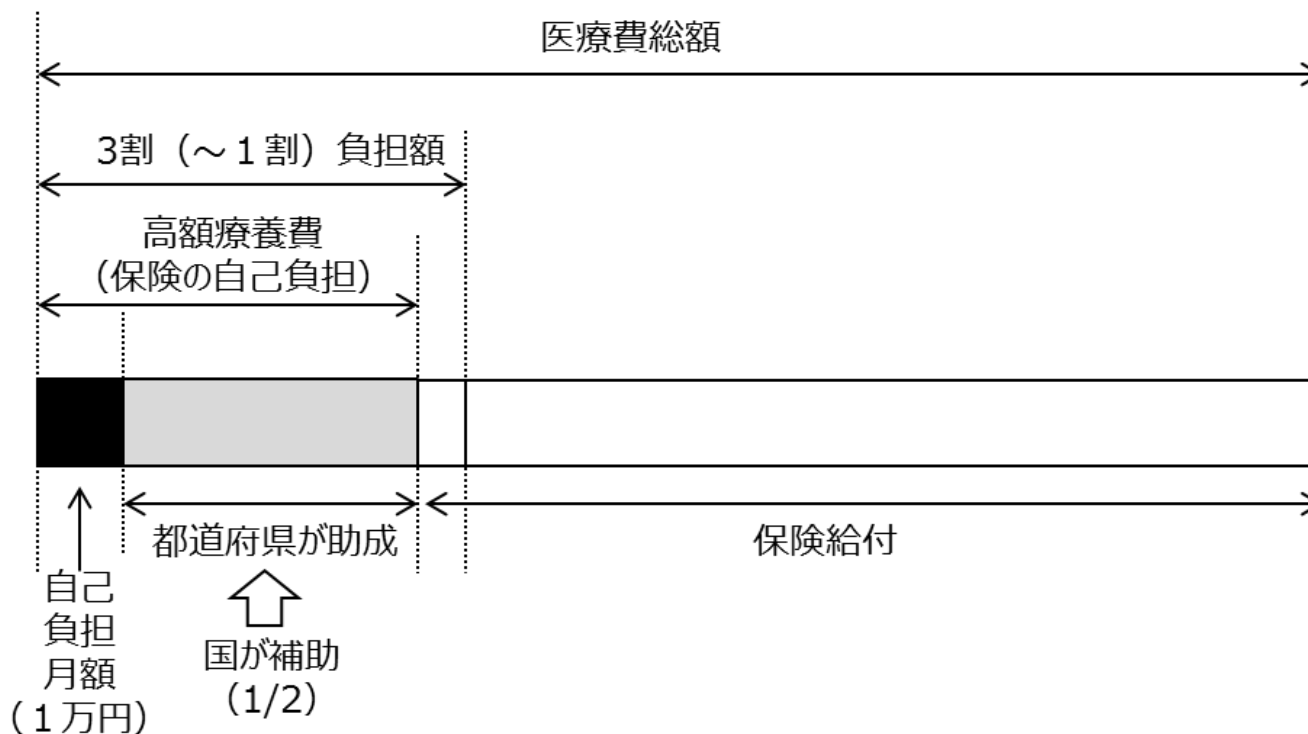 医療費総額
3割（～１割）負担額
高額療養費
（保険の自己負担）
都道府県が助成
保険給付
自己
負担
月額
（１万円）
国が補助
（1/2）